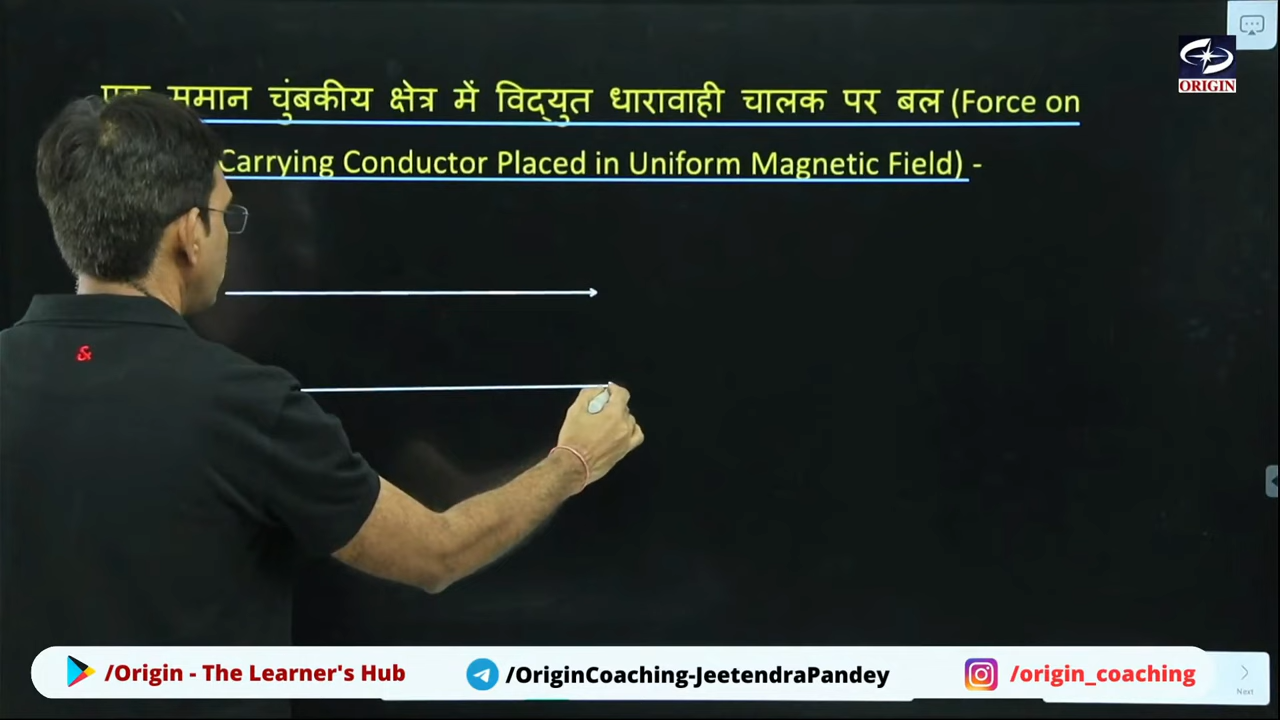 समान चुंबकीय क्षेत्र में विद्युत धारावाही चालक पर बल (Force on
Carrying Conductor Placed in Uniform Magnetic Field) -
ORIGIN
&
/Origin - The Learner's Hub
/OriginCoaching-JeetendraPandey
/origin_coaching
Next